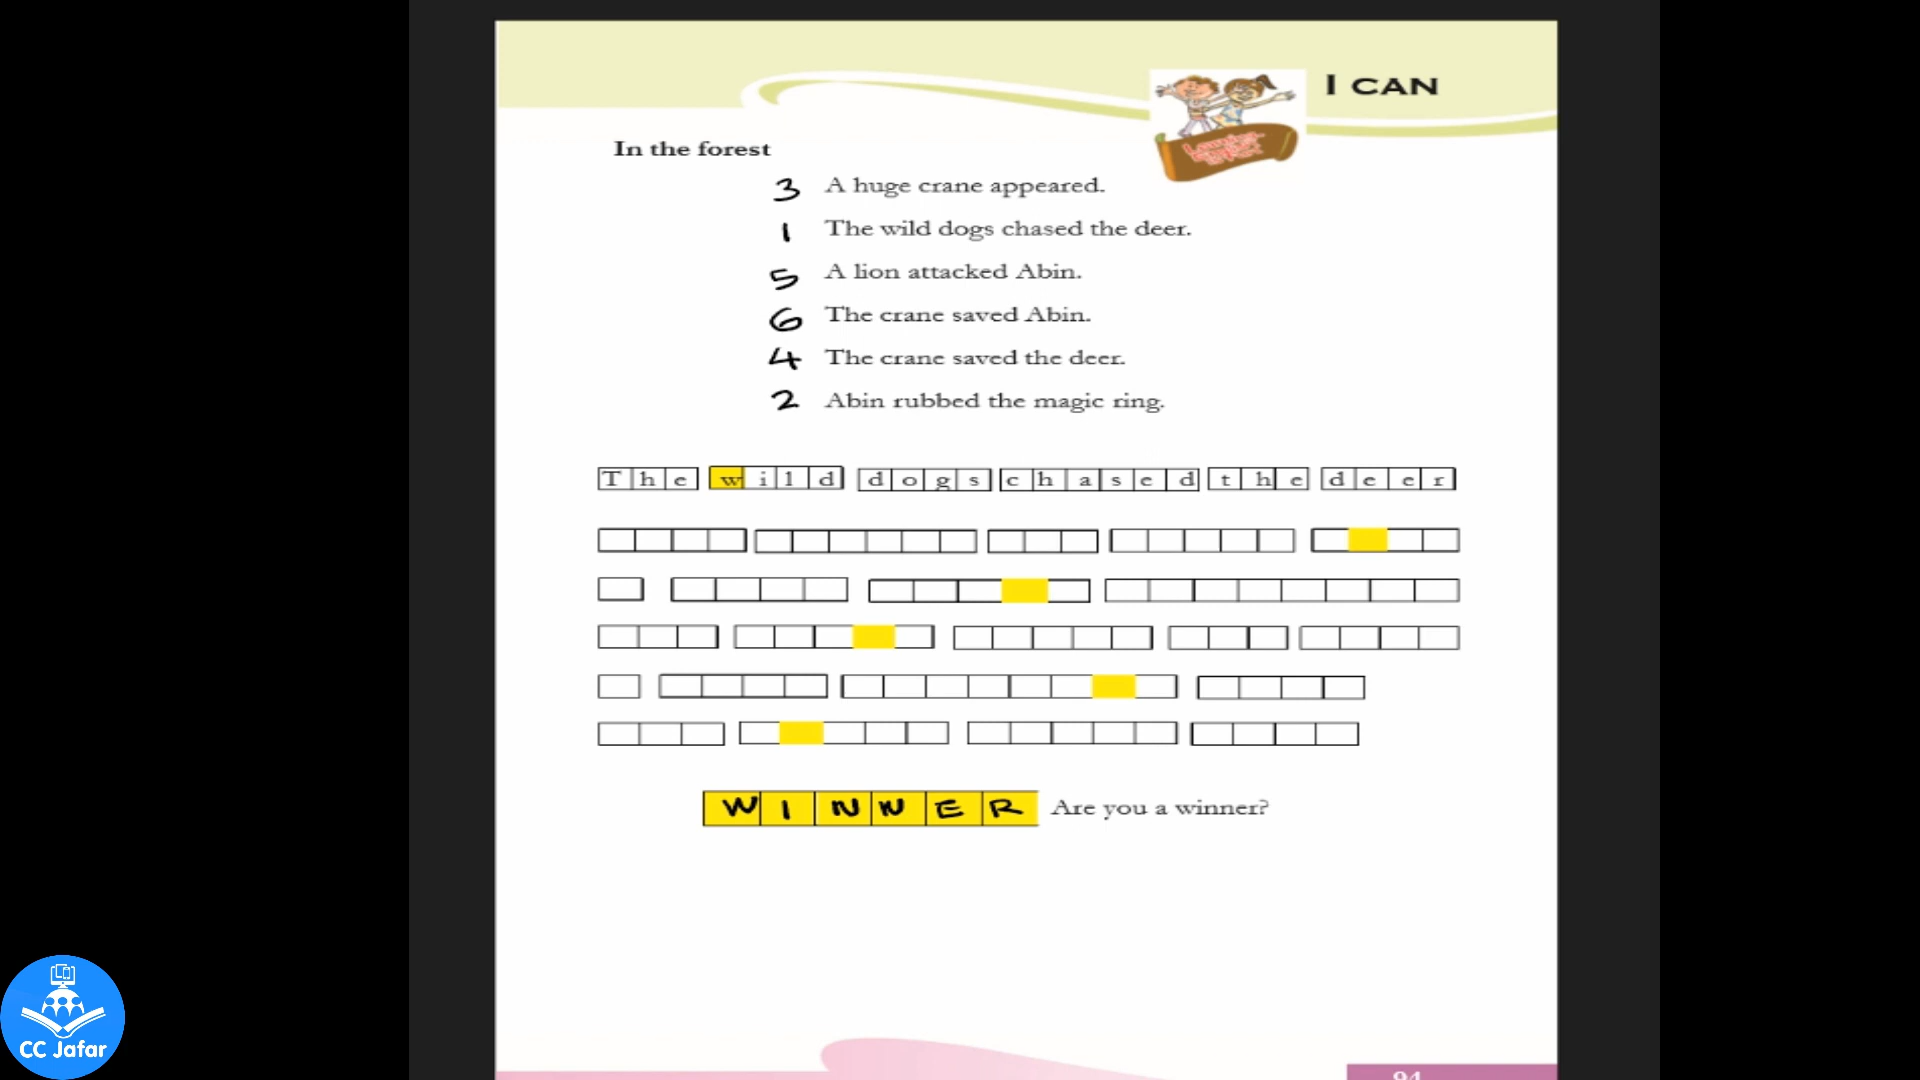 I CAN
In the forest
3 A huge crane appeared.
1 The wild dogs chased the deer.
5 A lion attacked Abin.
6 The crane saved Abin.
4 The crane saved the deer.
2 Abin rubbed the magic ring.
The wild dogs chased the deer
WINNER Are you a winner?
CC Jafar